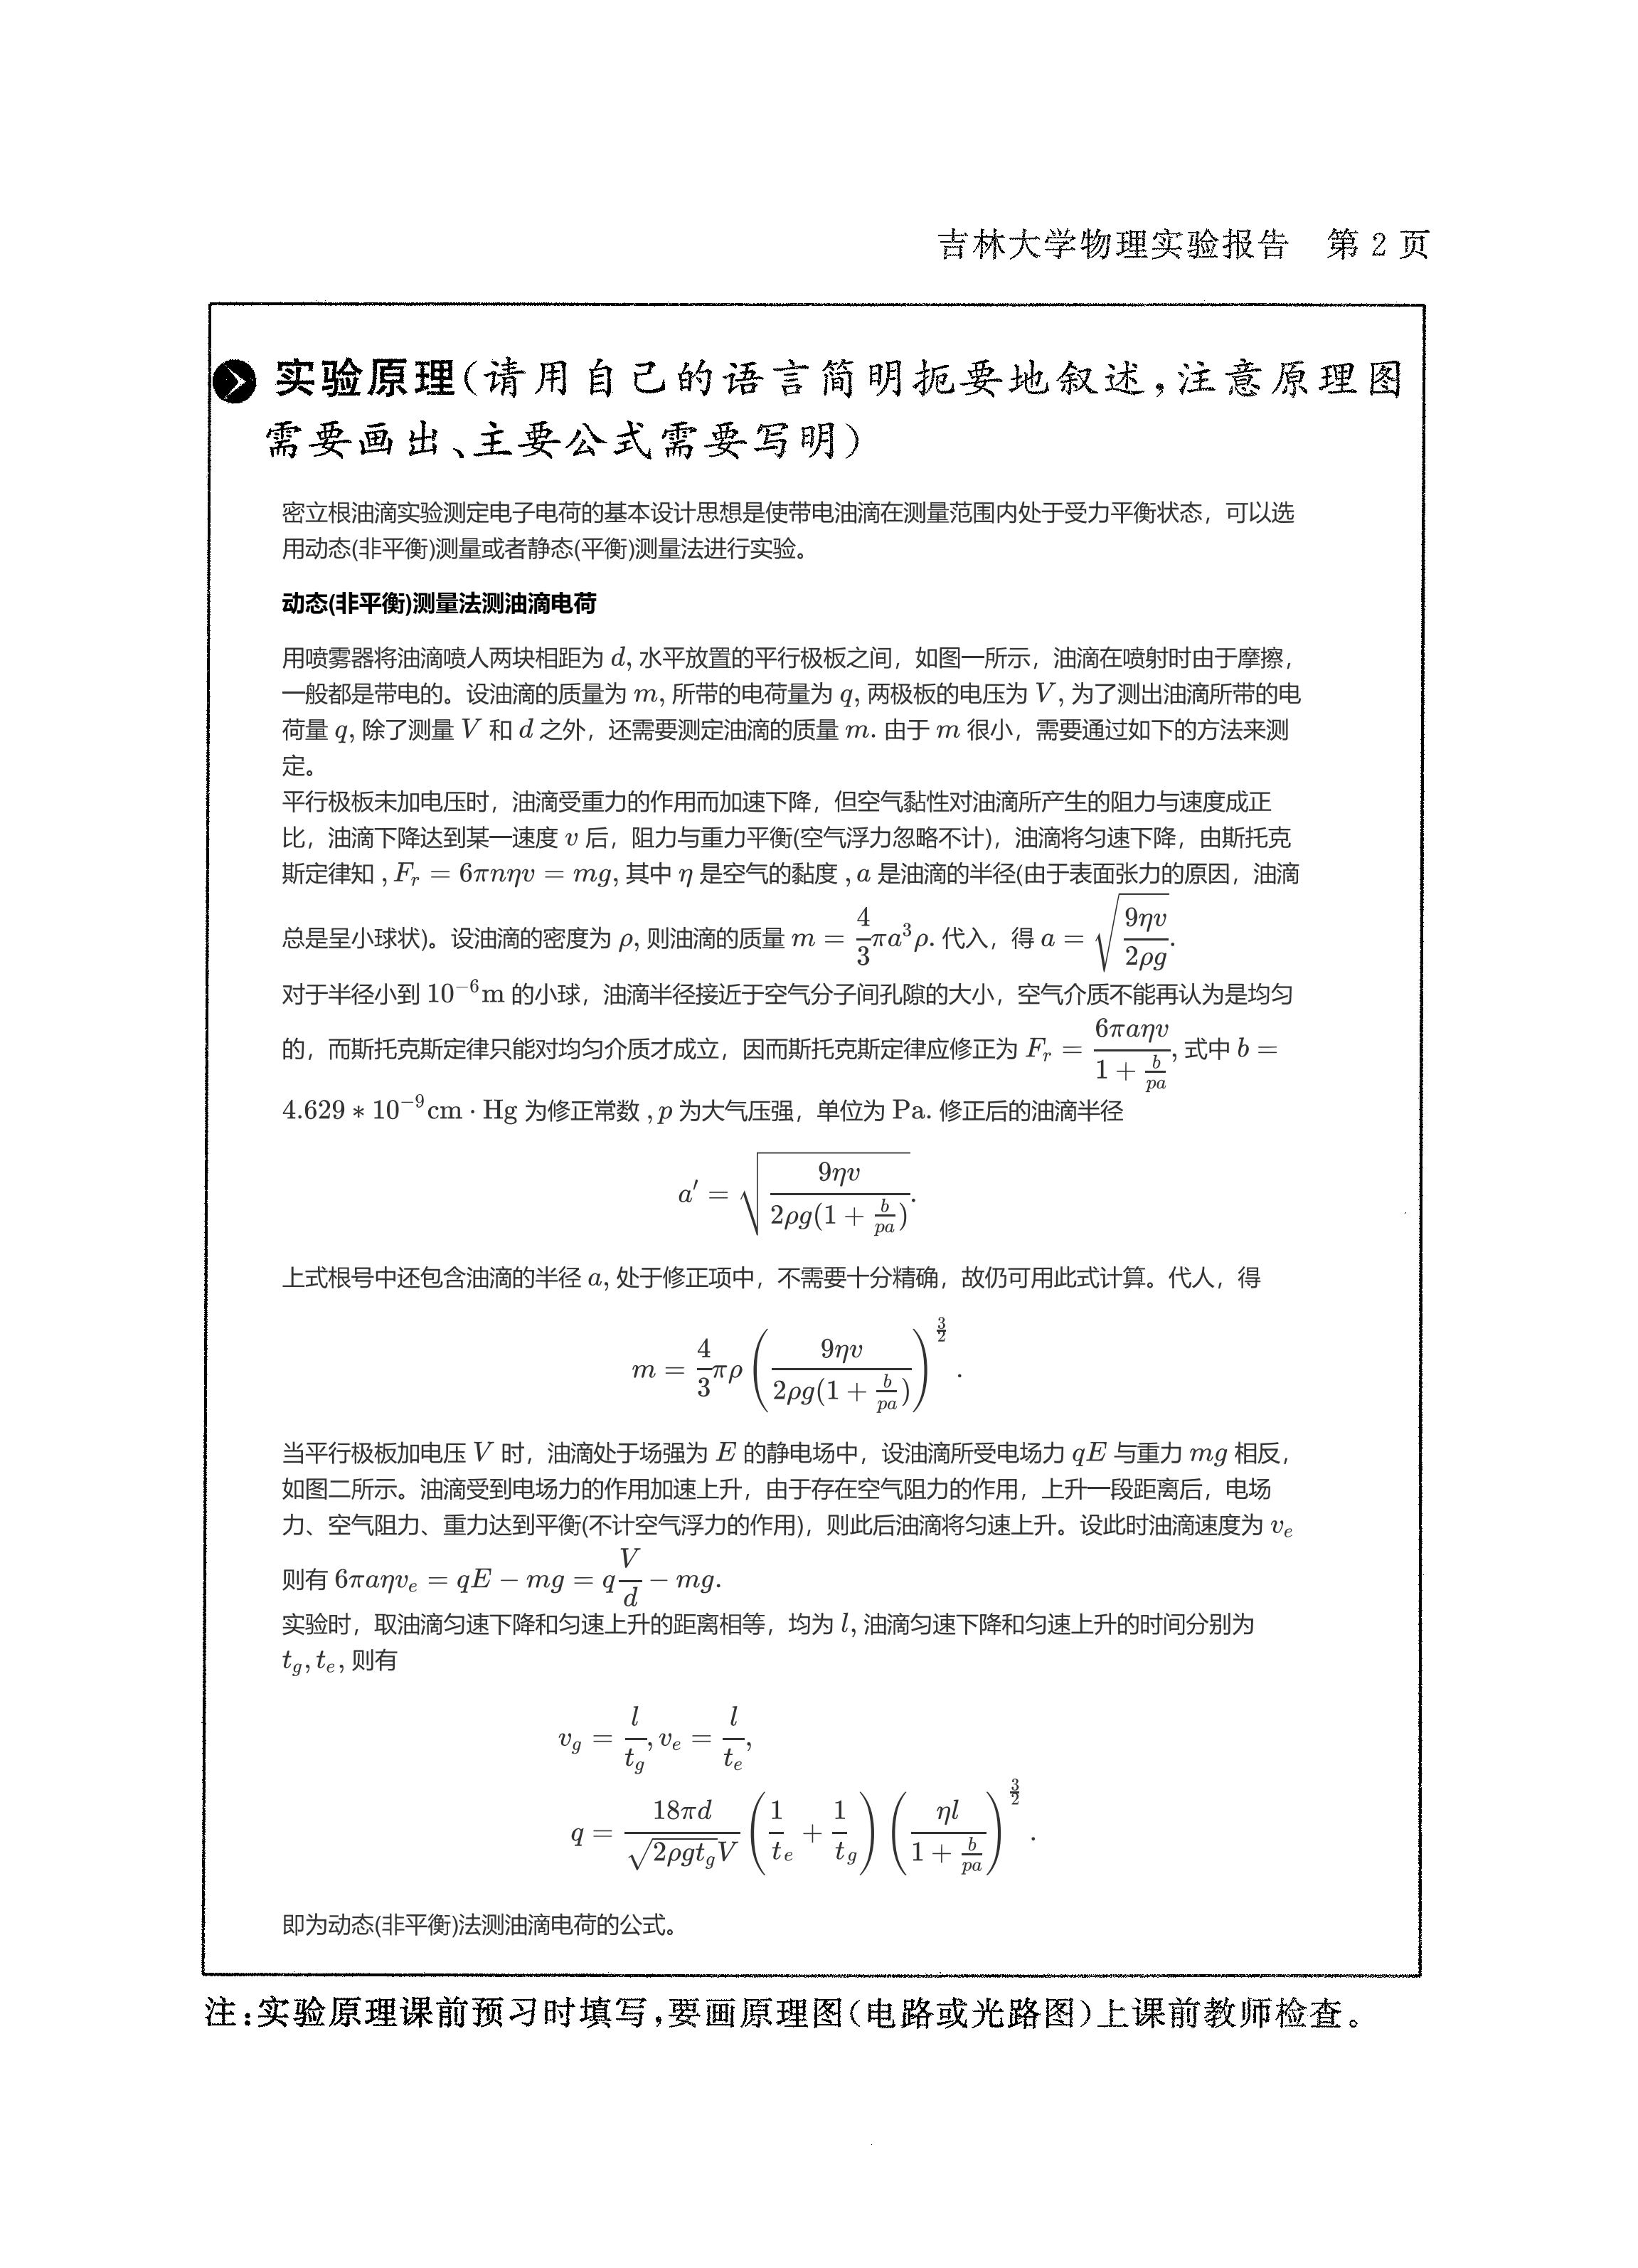 吉林大学物理实验报告 第 2 页
实验原理(请用自己的语言简明扼要地叙述,注意原理图
需要画出、主要公式需要写明)
密立根油滴实验测定电子电荷的基本设计思想是使带电油滴在测量范围内处于受力平衡状态，可以选
用动态(非平衡)测量或者静态(平衡)测量法进行实验。
动态(非平衡)测量法测油滴电荷
用喷雾器将油滴喷人两块相距为 d, 水平放置的平行极板之间，如图一所示，油滴在喷射时由于摩擦，
一般都是带电的。设油滴的质量为 m, 所带的电荷量为 q, 两极板的电压为 V, 为了测出油滴所带的电
荷量 q, 除了测量 V 和 d 之外，还需要测定油滴的质量 m. 由于 m 很小，需要通过如下的方法来测
定。
平行极板未加电压时，油滴受重力的作用而加速下降，但空气黏性对油滴所产生的阻力与速度成正
比，油滴下降达到某一速度 v 后，阻力与重力平衡(空气浮力忽略不计)，油滴将匀速下降，由斯托克
斯定律知 , F_r = 6πnηv = mg, 其中 η 是空气的黏度 , a 是油滴的半径(由于表面张力的原因，油滴
总是呈小球状)。设油滴的密度为 ρ, 则油滴的质量 m = \frac{4}{3}πa^3ρ. 代入，得 a = \sqrt{\frac{9ηv}{2ρg}}.
对于半径小到 10^{-6}m 的小球，油滴半径接近于空气分子间孔隙的大小，空气介质不能再认为是均匀
的，而斯托克斯定律只能对均匀介质才成立，因而斯托克斯定律应修正为 F_r = \frac{6πaηv}{1 + \frac{b}{pa}}, 式中 b =
4.629 * 10^{-9}cm · Hg 为修正常数 , p 为大气压强，单位为 Pa. 修正后的油滴半径
a' = \sqrt{\frac{9ηv}{2ρg(1 + \frac{b}{pa})}}.
上式根号中还包含油滴的半径 a, 处于修正项中，不需要十分精确，故仍可用此式计算。代人，得
m = \frac{4}{3}πρ \left(\frac{9ηv}{2ρg(1 + \frac{b}{pa})}\right)^{\frac{3}{2}}.
当平行极板加电压 V 时，油滴处于场强为 E 的静电场中，设油滴所受电场力 qE 与重力 mg 相反，
如图二所示。油滴受到电场力的作用加速上升，由于存在空气阻力的作用，上升一段距离后，电场
力、空气阻力、重力达到平衡(不计空气浮力的作用)，则此后油滴将匀速上升。设此时油滴速度为 v_e
则有 6πaηv_e = qE − mg = q\frac{V}{d} − mg.
实验时，取油滴匀速下降和匀速上升的距离相等，均为 l, 油滴匀速下降和匀速上升的时间分别为
t_g, t_e, 则有
v_g = \frac{l}{t_g}, v_e = \frac{l}{t_e},
q = \frac{18πd}{\sqrt{2ρgt_g}V} \left(\frac{1}{t_e} + \frac{1}{t_g}\right) \left(\frac{ηl}{1 + \frac{b}{pa}}\right)^{\frac{3}{2}}.
即为动态(非平衡)法测油滴电荷的公式。
注:实验原理课前预习时填写,要画原理图(电路或光路图)上课前教师检查。